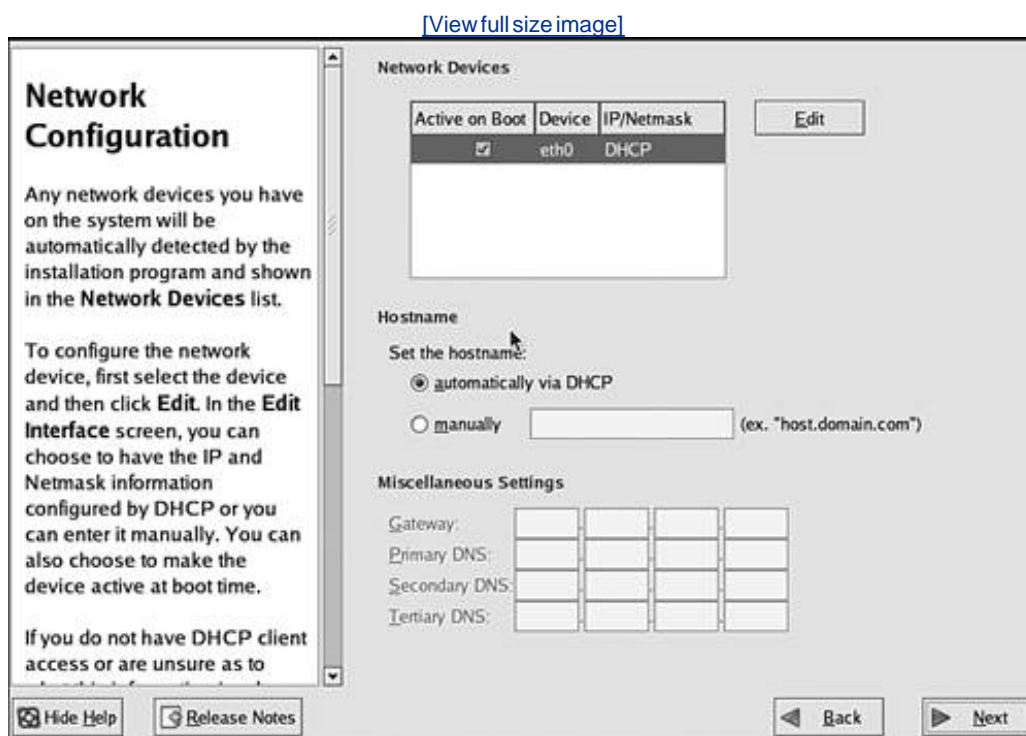 [View full size image]
Network
Configuration
Any network devices you have
on the system will be
automatically detected by the
installation program and shown
in the Network Devices list.
To configure the network
device, first select the device
and then click Edit. In the Edit
Interface screen, you can
choose to have the IP and
Netmask information
configured by DHCP or you
can enter it manually. You can
also choose to make the
device active at boot time.
If you do not have DHCP client
access or are unsure as to
Hide Help
Release Notes
Network Devices
Active on Boot Device IP/Netmask
eth0 DHCP
Edit
Hostname
Set the hostname:
automatically via DHCP
manually (ex. "host.domain.com")
Miscellaneous Settings
Gateway:
Primary DNS:
Secondary DNS:
Tertiary DNS:
Back
Next